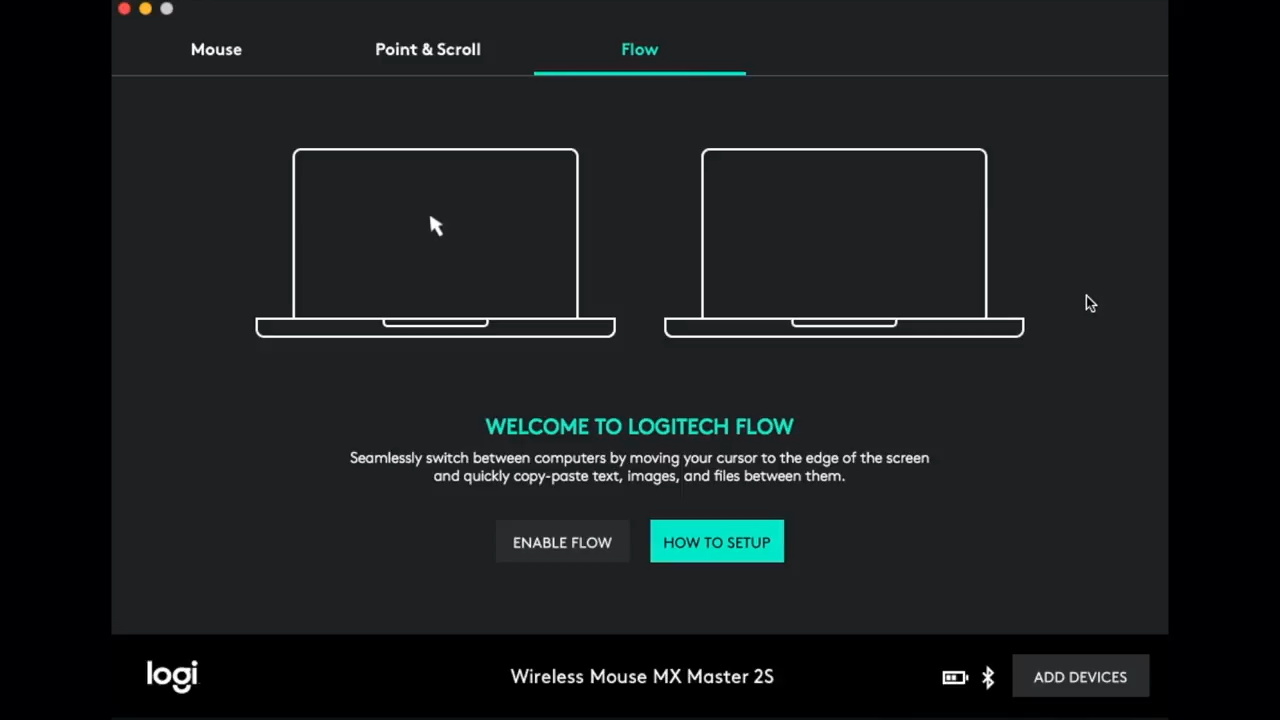 Mouse
Point & Scroll
Flow
WELCOME TO LOGITECH FLOW
Seamlessly switch between computers by moving your cursor to the edge of the screen
and quickly copy-paste text, images, and files between them.
ENABLE FLOW
HOW TO SETUP
logi
Wireless Mouse MX Master 2S
ADD DEVICES